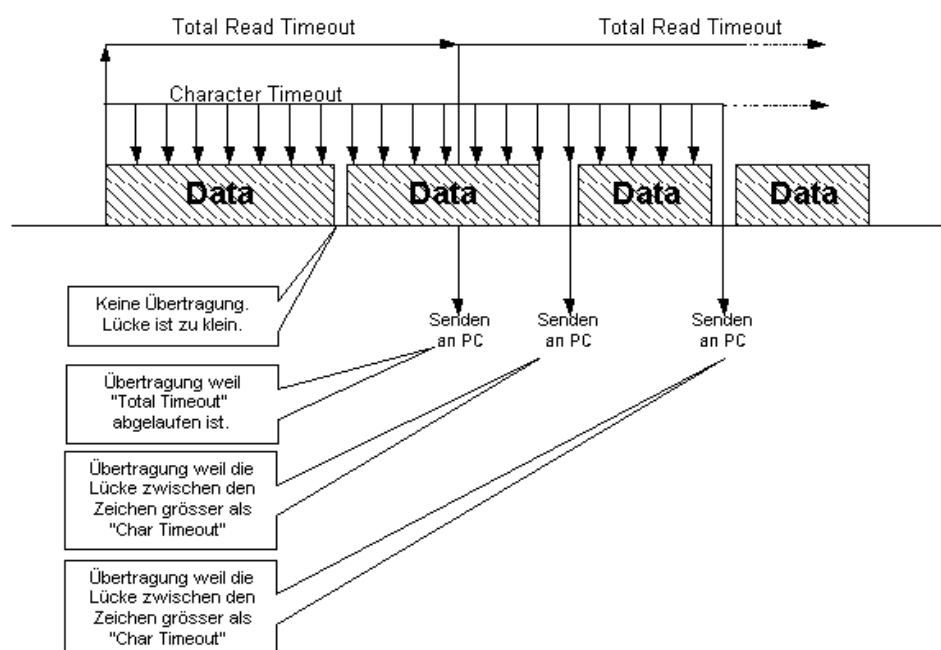 Total Read Timeout
Total Read Timeout
Character Timeout
Data
Data
Data
Data
Keine Übertragung.
Lücke ist zu klein.
Senden
an PC
Senden
an PC
Senden
an PC
Übertragung weil
"Total Timeout"
abgelaufen ist.
Übertragung weil die
Lücke zwischen den
Zeichen grösser als
"Char Timeout"
Übertragung weil die
Lücke zwischen den
Zeichen grösser als
"Char Timeout"